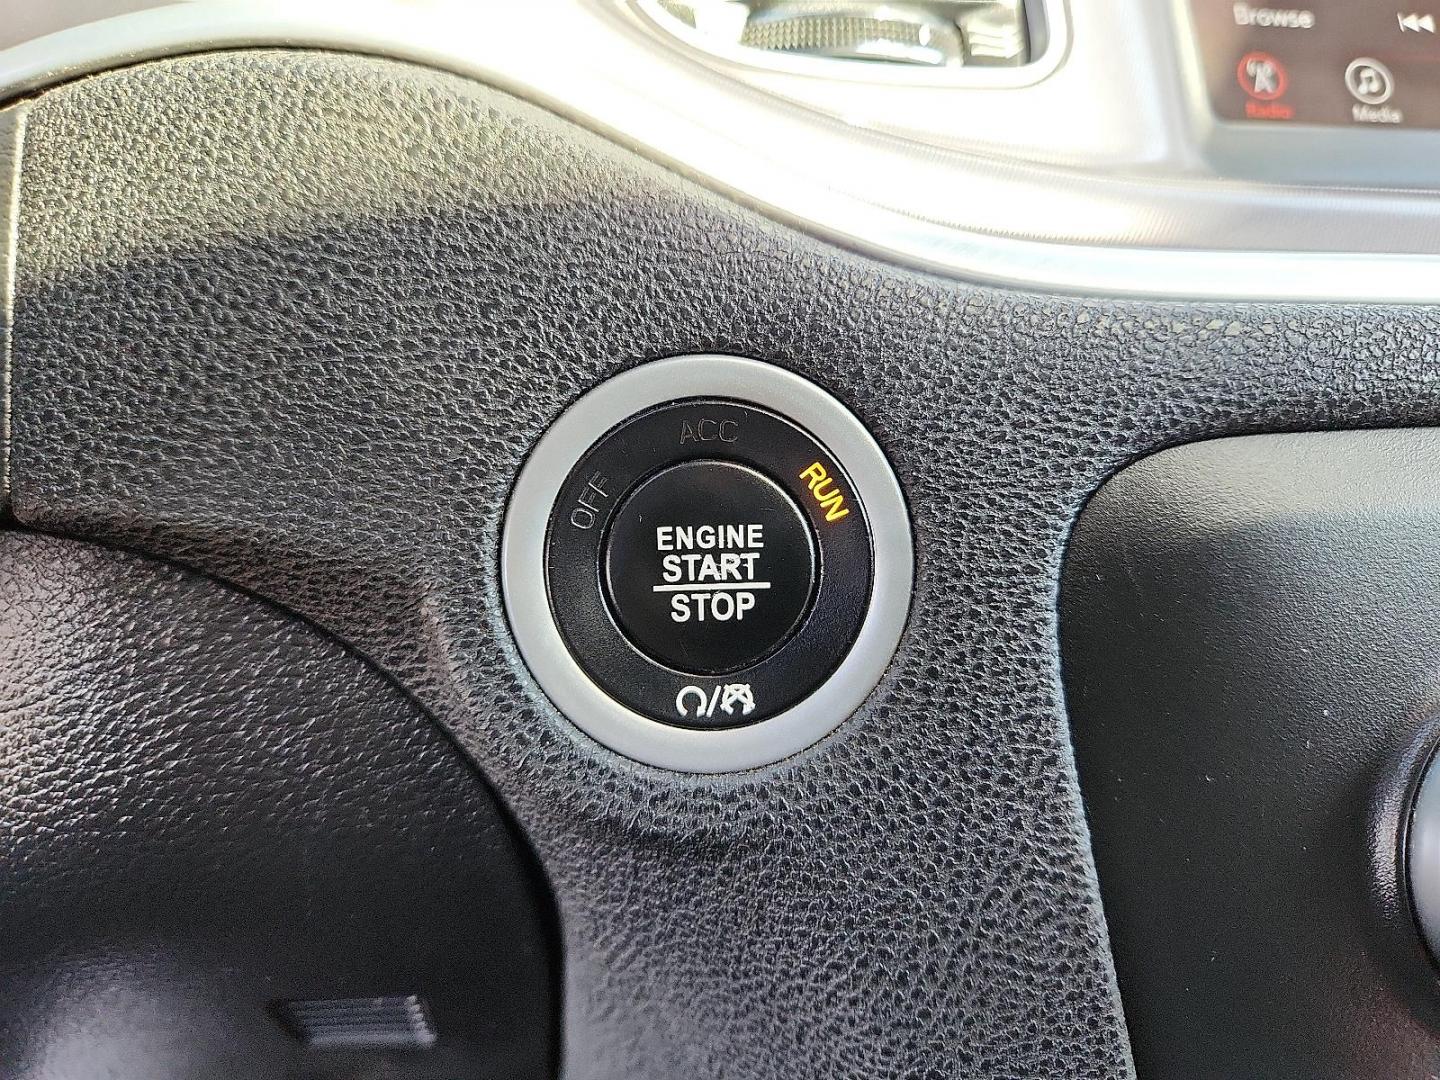 Browse
Radio
Media
ACC
OFF
RUN
ENGINE
START
STOP